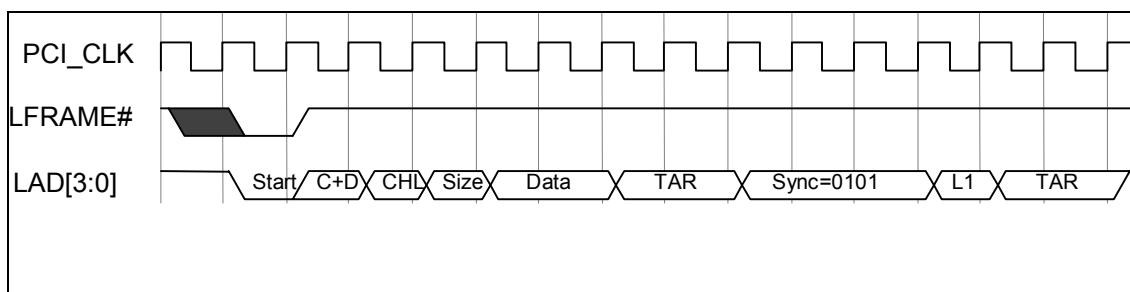 PCI_CLK
LFRAME#
LAD[3:0] Start C+D CHL Size Data TAR Sync=0101 L1 TAR